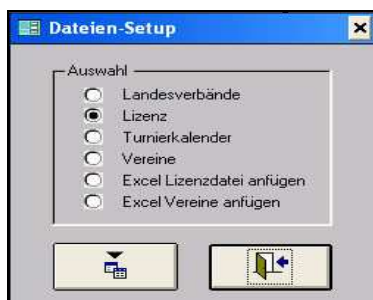 Dateien-Setup
Auswahl
Landesverbände
Lizenz
Turnierkalender
Vereine
Excel Lizenzdatei anfügen
Excel Vereine anfügen